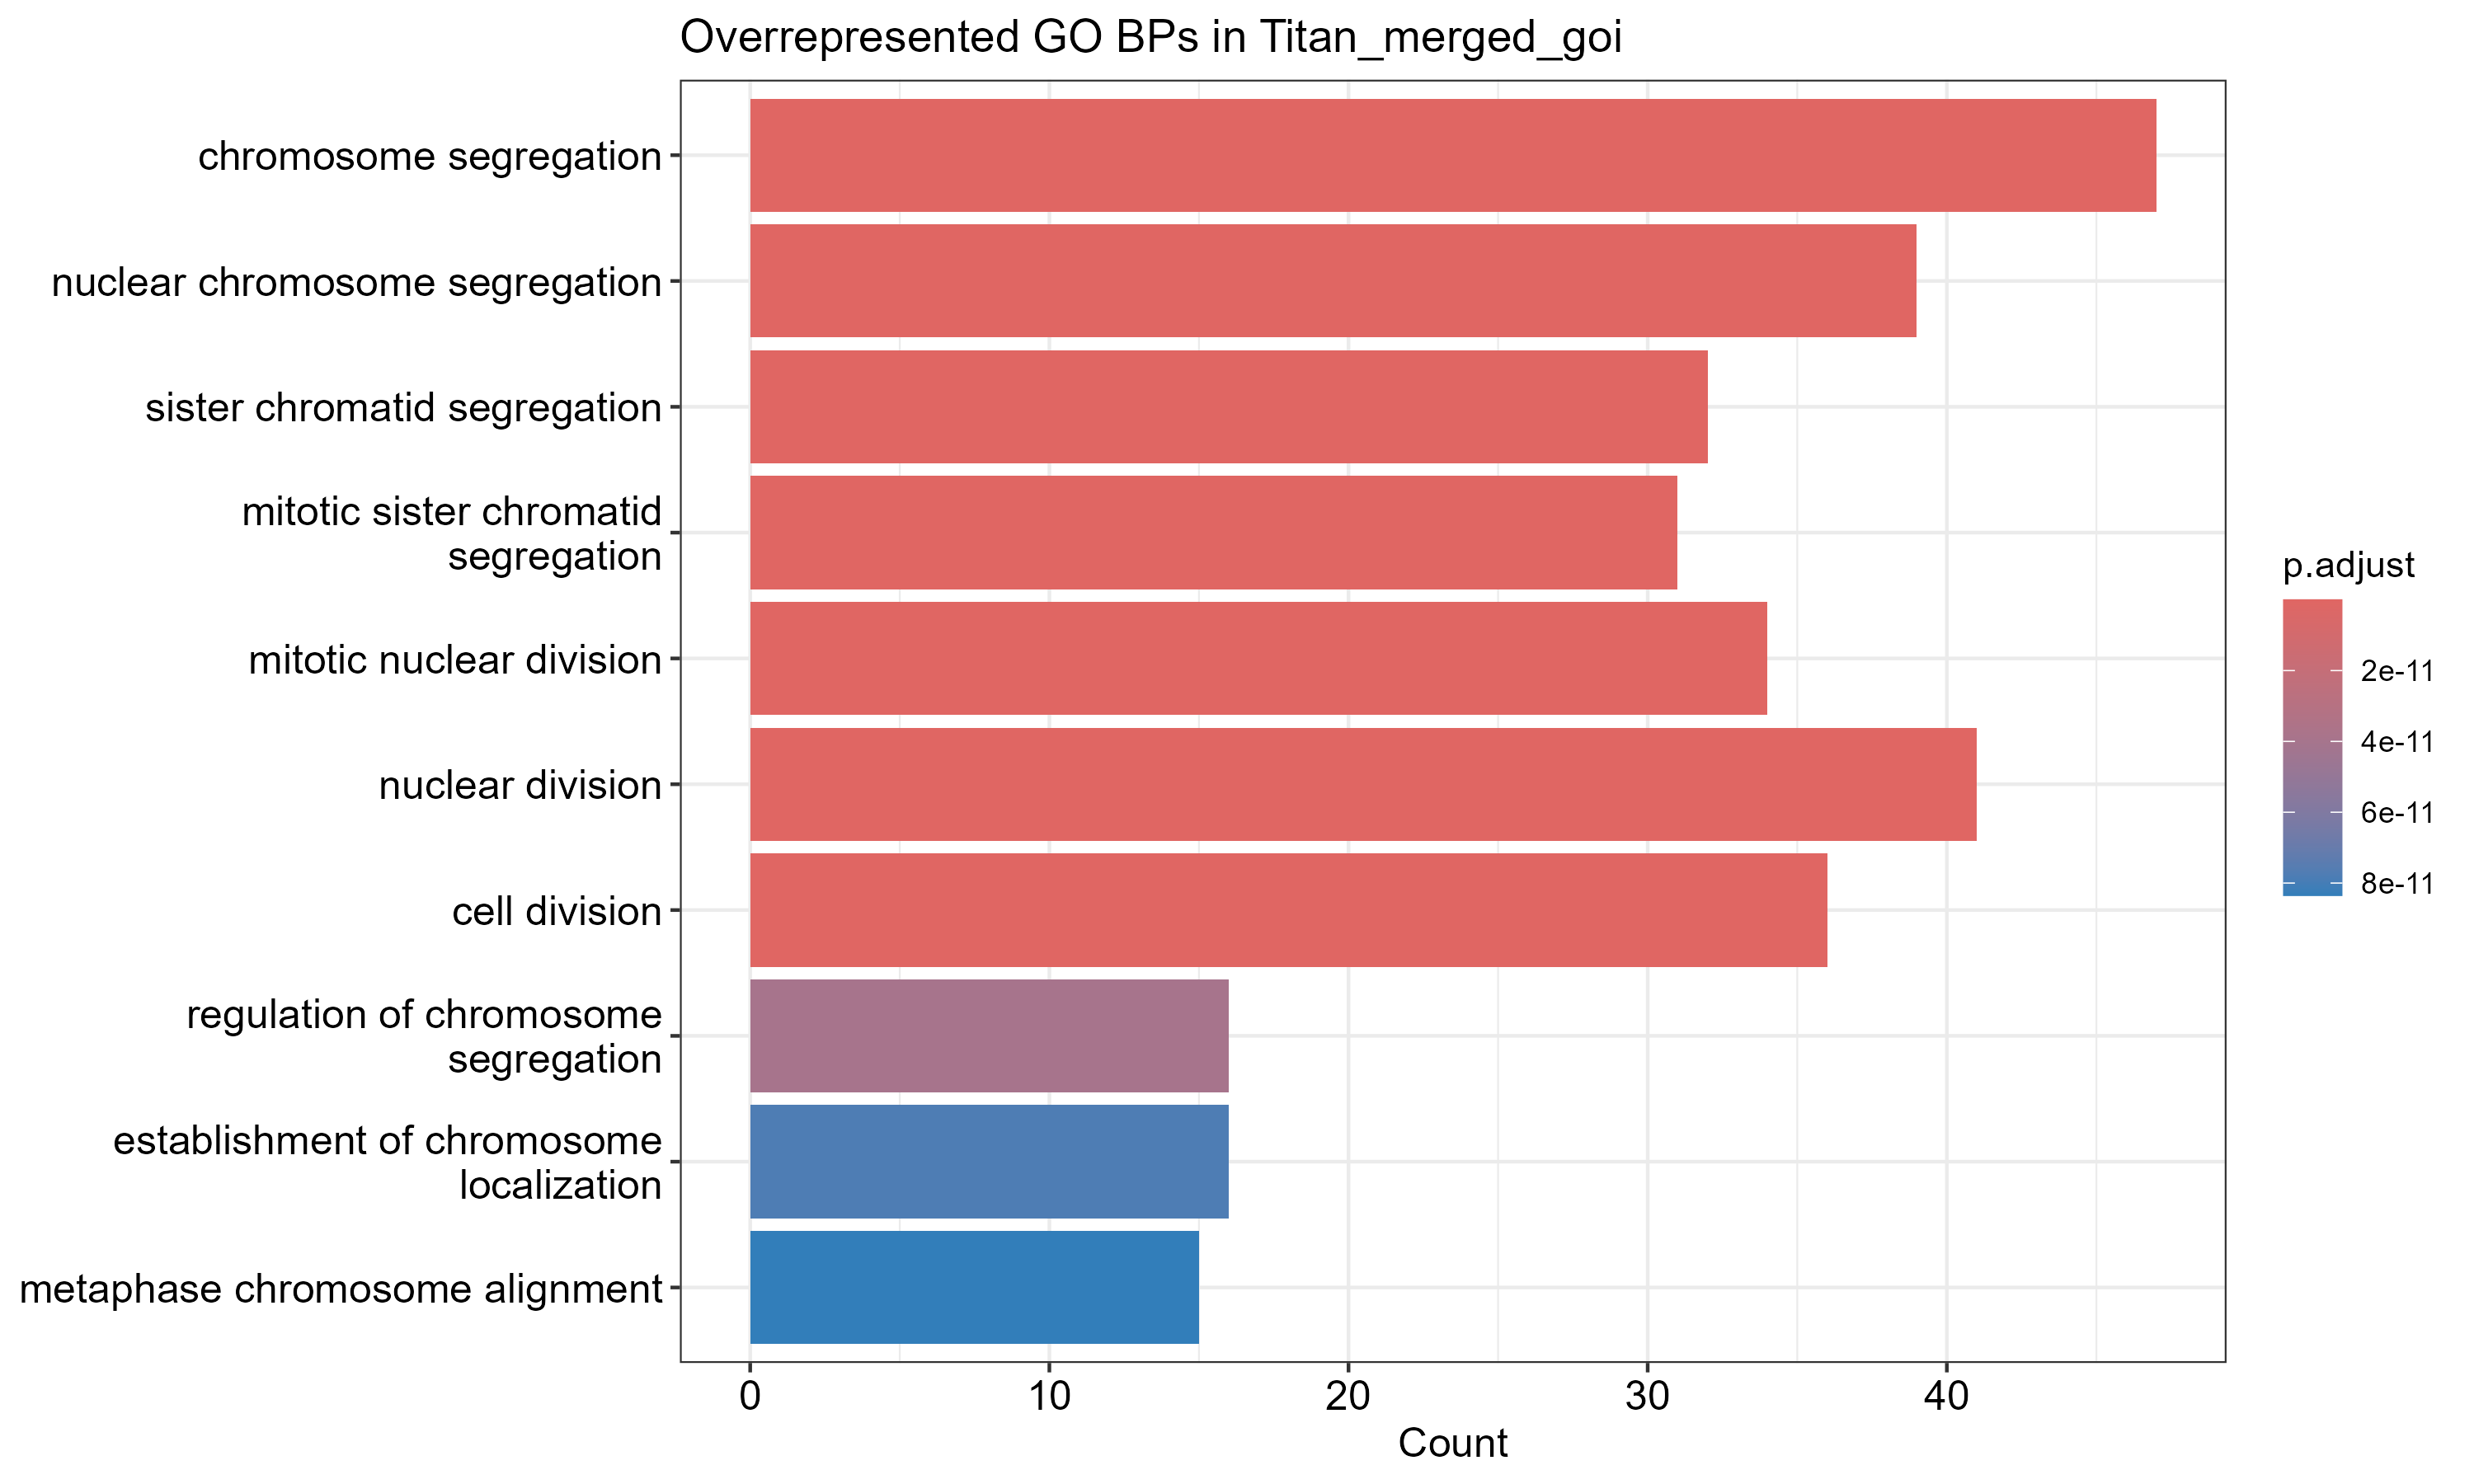 Overrepresented GO BPs in Titan_merged_goi
chromosome segregation
nuclear chromosome segregation
sister chromatid segregation
mitotic sister chromatid
segregation
mitotic nuclear division
nuclear division
cell division
regulation of chromosome
segregation
establishment of chromosome
localization
metaphase chromosome alignment
0 10 20 30 40
Count
p.adjust
2e-11
4e-11
6e-11
8e-11